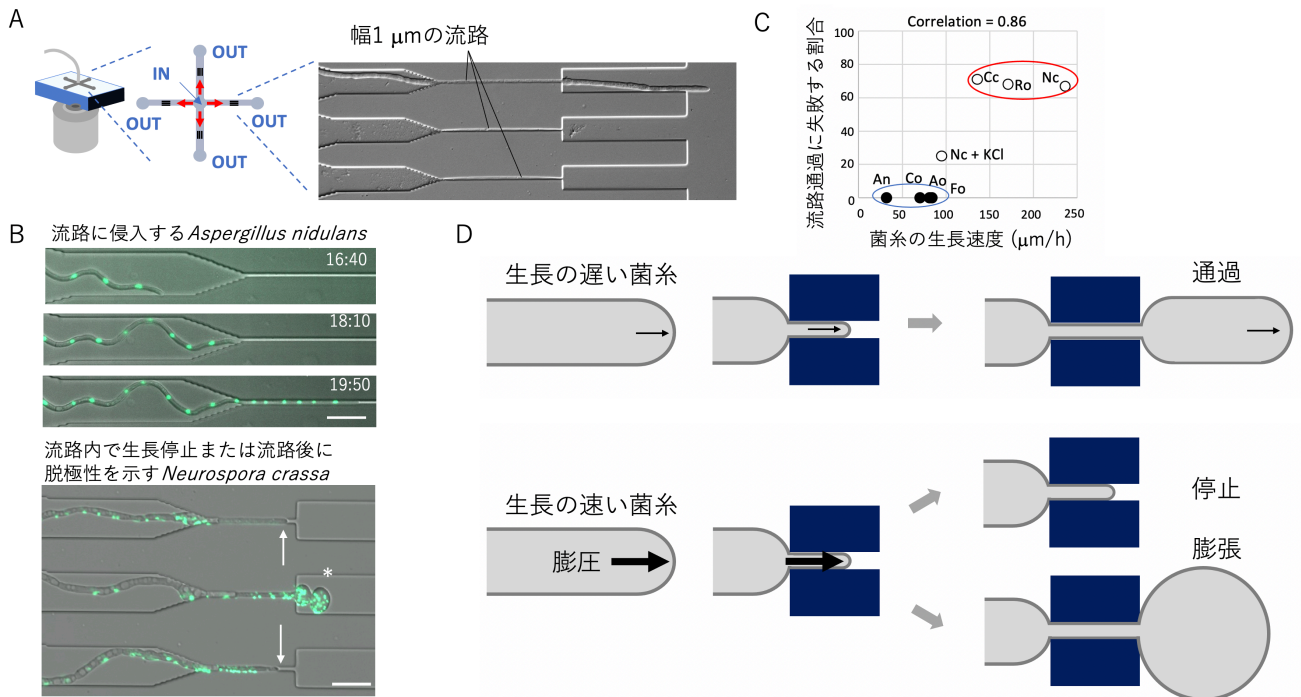 A
IN
OUT
OUT
OUT
OUT
幅1 μmの流路
B
流路に侵入するAspergillus nidulans
16:40
18:10
19:50
流路内で生長停止または流路後に
脱極性を示すNeurospora crassa
*
C
Correlation = 0.86
流路通過に失敗する割合
100
80
60
40
20
0
Cc
Ro
Nc
Nc + KCl
An
Co
Ao
Fo
0
50
100
150
200
250
菌糸の生長速度 (μm/h)
D
生長の遅い菌糸
通過
生長の速い菌糸
膨圧
停止
膨張